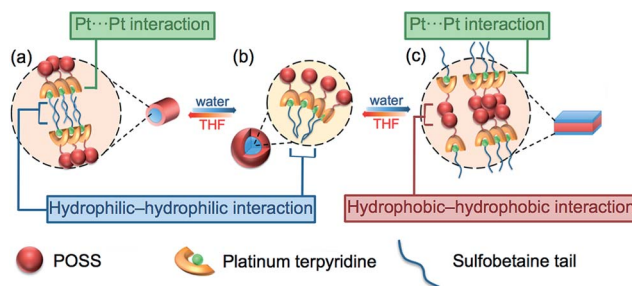 Pt···Pt interaction
Pt···Pt interaction
(a)
(b)
(c)
water
THF
water
THF
Hydrophilic–hydrophilic interaction
Hydrophobic–hydrophobic interaction
POSS
Platinum terpyridine
Sulfobetaine tail